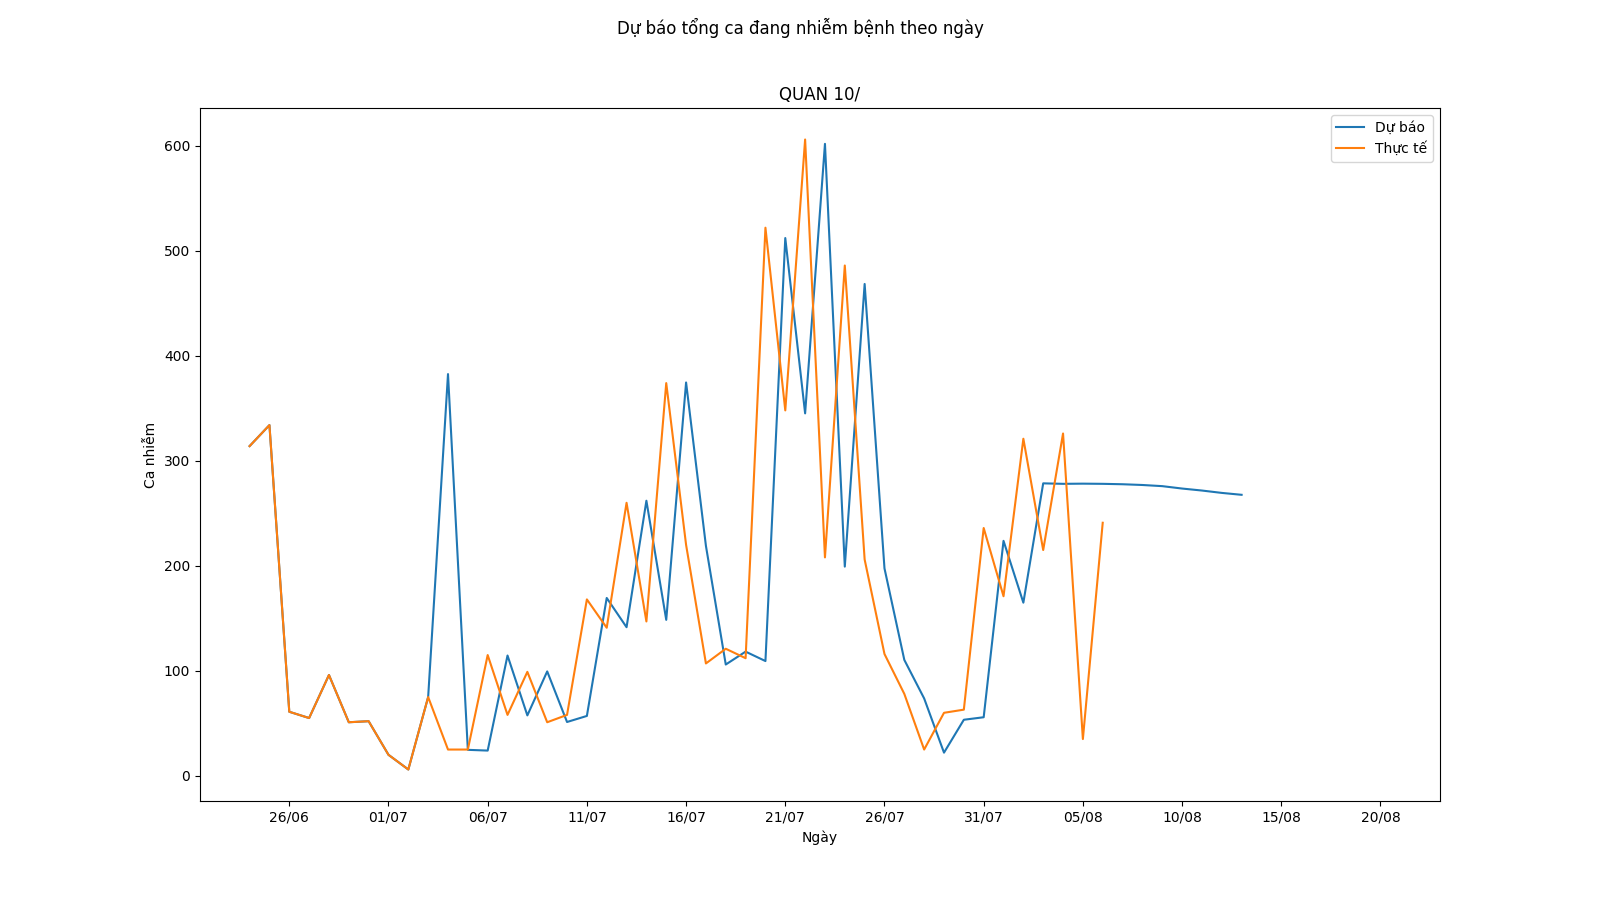 Dự báo tổng ca đang nhiễm bệnh theo ngày
QUAN 10/
Dự báo
Thực tế
600
500
400
300
200
100
0
Ca nhiễm
26/06 01/07 06/07 11/07 16/07 21/07 26/07 31/07 05/08 10/08 15/08 20/08
Ngày